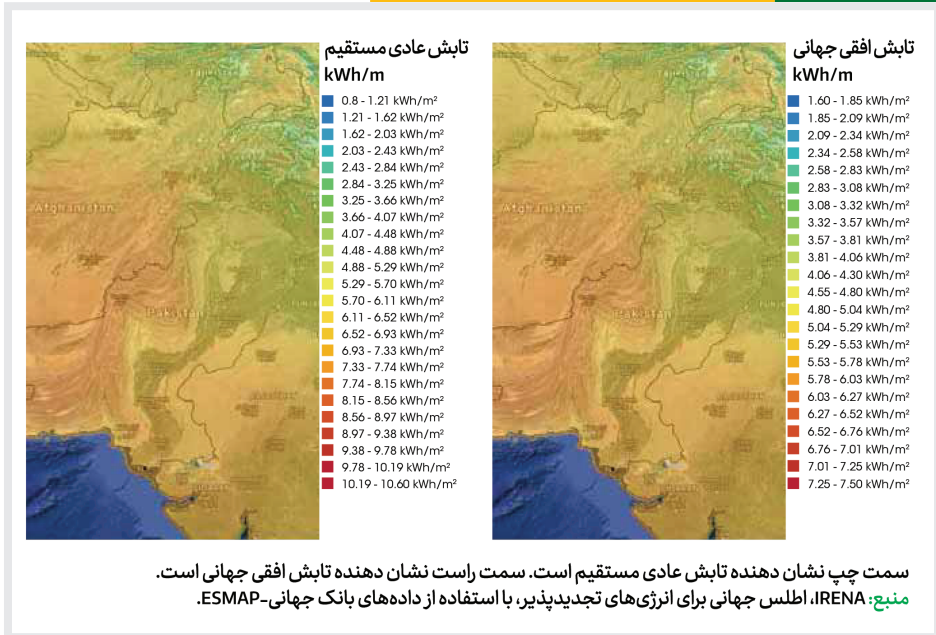 تابش افقی جهانی
kWh/m
1.60 - 1.85 kWh/m²
1.85 - 2.09 kWh/m²
2.09 - 2.34 kWh/m²
2.34 - 2.58 kWh/m²
2.58 - 2.83 kWh/m²
2.83 - 3.08 kWh/m²
3.08 - 3.32 kWh/m²
3.32 - 3.57 kWh/m²
3.57 - 3.81 kWh/m²
3.81 - 4.06 kWh/m²
4.06 - 4.30 kWh/m²
4.55 - 4.80 kWh/m²
4.80 - 5.04 kWh/m²
5.04 - 5.29 kWh/m²
5.29 - 5.53 kWh/m²
5.53 - 5.78 kWh/m²
5.78 - 6.03 kWh/m²
6.03 - 6.27 kWh/m²
6.27 - 6.52 kWh/m²
6.52 - 6.76 kWh/m²
6.76 - 7.01 kWh/m²
7.01 - 7.25 kWh/m²
7.25 - 7.50 kWh/m²
Tajikistan
Afghanistan
Pakistan
تابش عادی مستقیم
kWh/m
0.8 - 1.21 kWh/m²
1.21 - 1.62 kWh/m²
1.62 - 2.03 kWh/m²
2.03 - 2.43 kWh/m²
2.43 - 2.84 kWh/m²
2.84 - 3.25 kWh/m²
3.25 - 3.66 kWh/m²
3.66 - 4.07 kWh/m²
4.07 - 4.48 kWh/m²
4.48 - 4.88 kWh/m²
4.88 - 5.29 kWh/m²
5.29 - 5.70 kWh/m²
5.70 - 6.11 kWh/m²
6.11 - 6.52 kWh/m²
6.52 - 6.93 kWh/m²
6.93 - 7.33 kWh/m²
7.33 - 7.74 kWh/m²
7.74 - 8.15 kWh/m²
8.15 - 8.56 kWh/m²
8.56 - 8.97 kWh/m²
8.97 - 9.38 kWh/m²
9.38 - 9.78 kWh/m²
9.78 - 10.19 kWh/m²
10.19 - 10.60 kWh/m²
Tajikistan
Afghanistan
Pakistan
سمت چپ نشان دهنده تابش عادی مستقیم است. سمت راست نشان دهنده تابش افقی جهانی است.
منبع: IRENA، اطلس جهانی برای انرژی‌های تجدیدپذیر، با استفاده از داده‌های بانک جهانی-ESMAP.